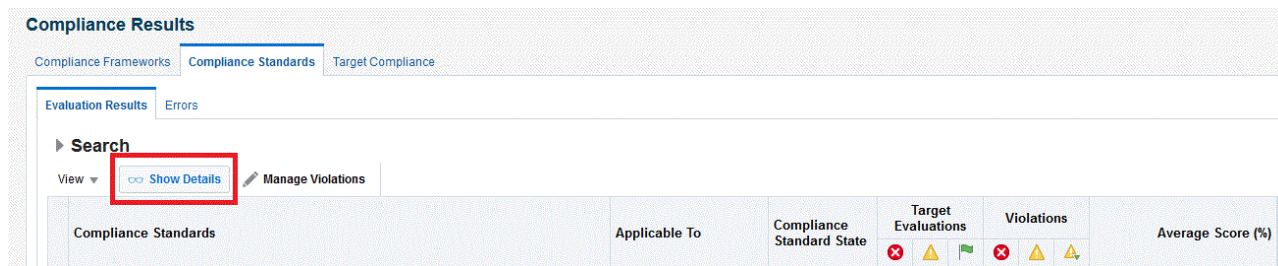 Compliance Results
Compliance Frameworks Compliance Standards Target Compliance
Evaluation Results Errors
Search
View Show Details Manage Violations
Compliance Standards Applicable To Compliance Standard State Target Evaluations Violations Average Score (%)